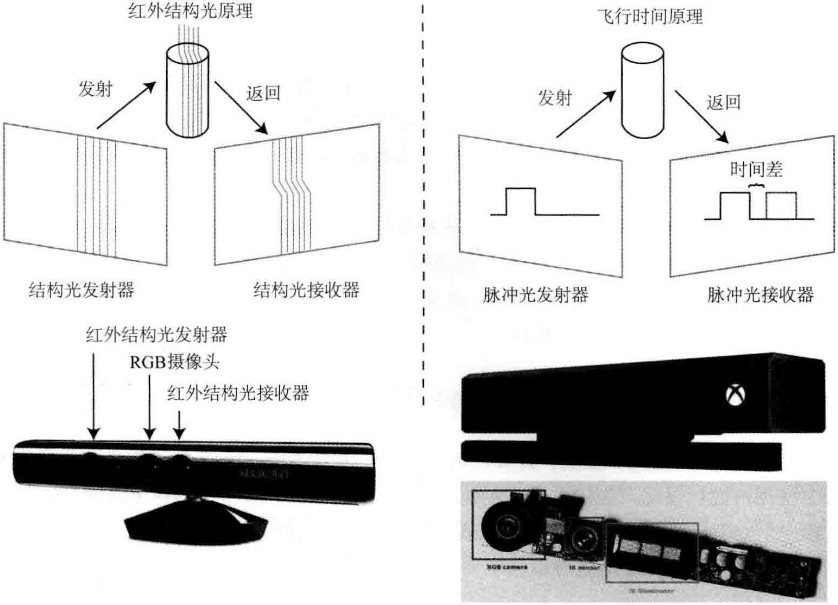 红外结构光原理
发射
返回
结构光发射器
结构光接收器
红外结构光发射器
RGB摄像头
红外结构光接收器
飞行时间原理
发射
返回
时间差
脉冲光发射器
脉冲光接收器
RGB camera
IR sensor
IR illuminator